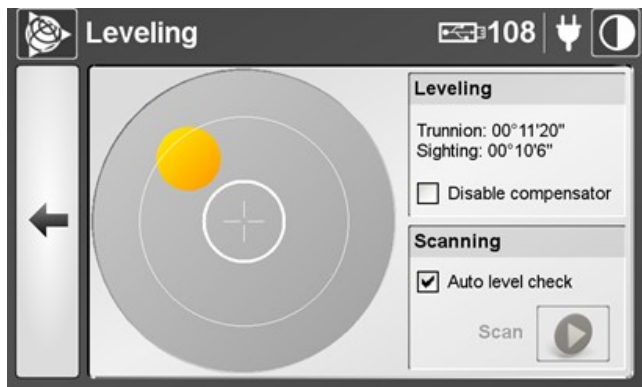 Leveling
108
Leveling
Trunnion: 00°11'20"
Sighting: 00°10'6"
Disable compensator
Scanning
Auto level check
Scan